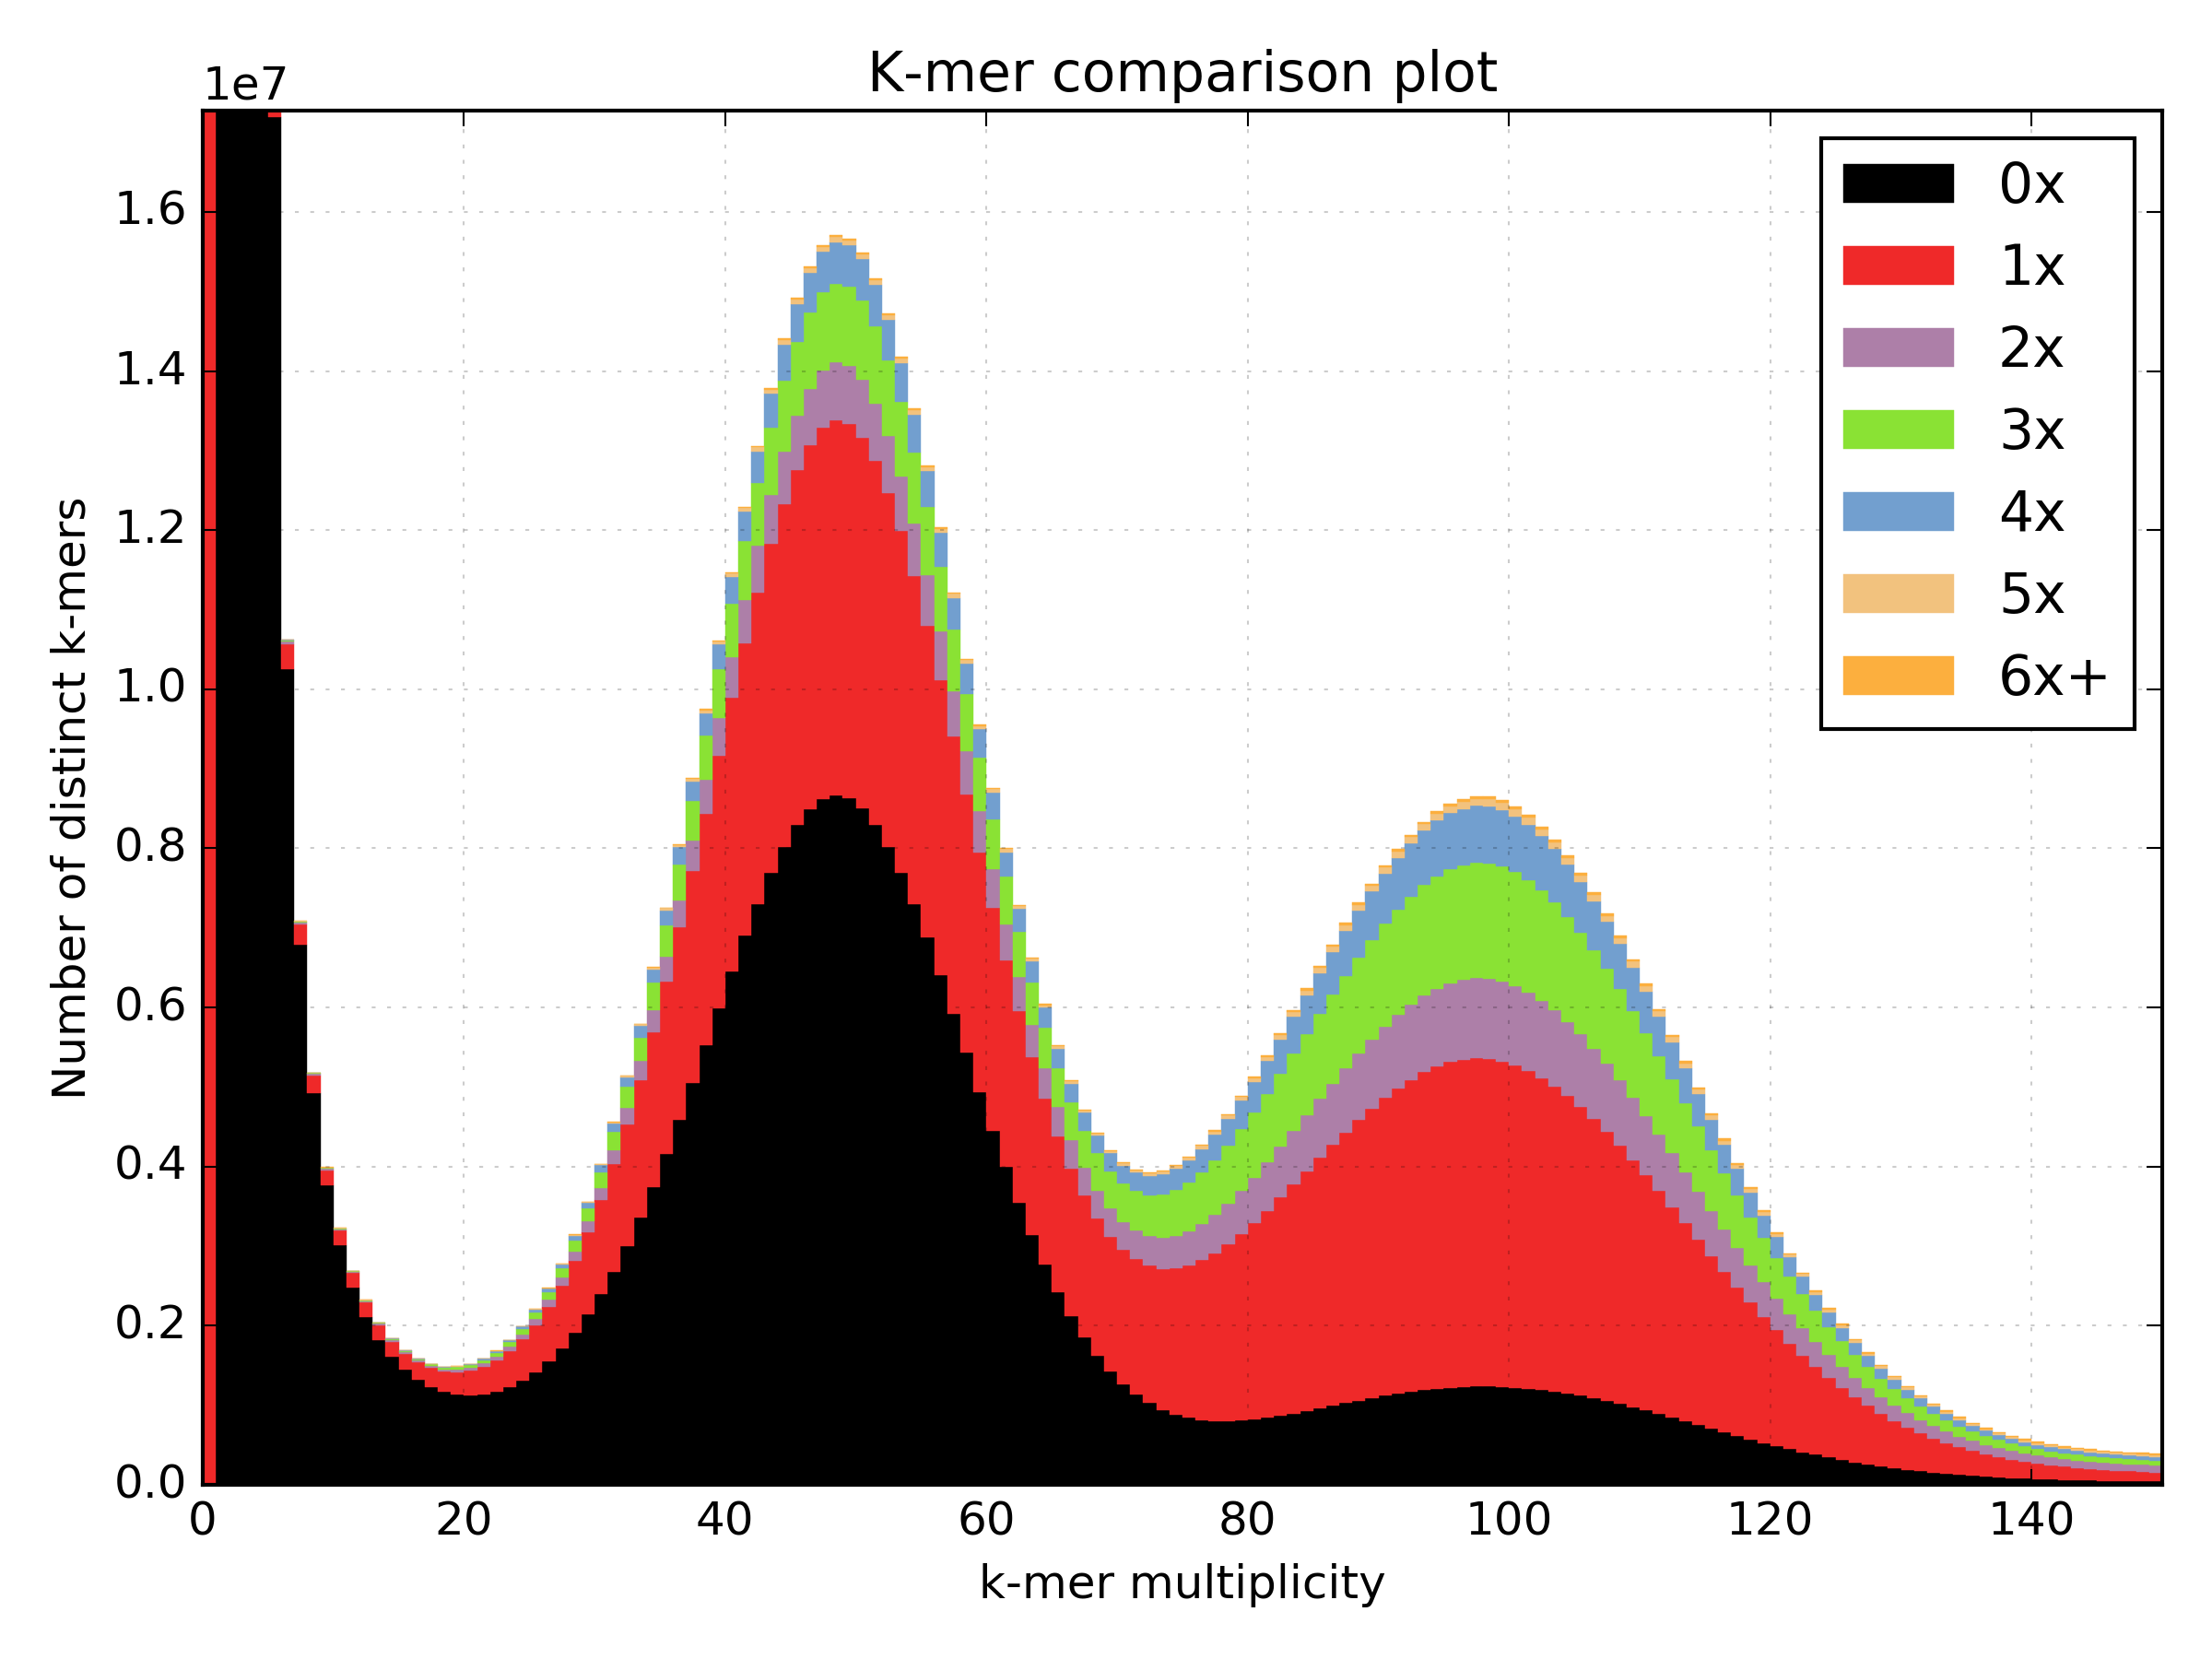 K-mer comparison plot
1e7
1.6
1.4
1.2
1.0
0.8
0.6
0.4
0.2
0.0
Number of distinct k-mers
0 20 40 60 80 100 120 140
k-mer multiplicity
0x
1x
2x
3x
4x
5x
6x+